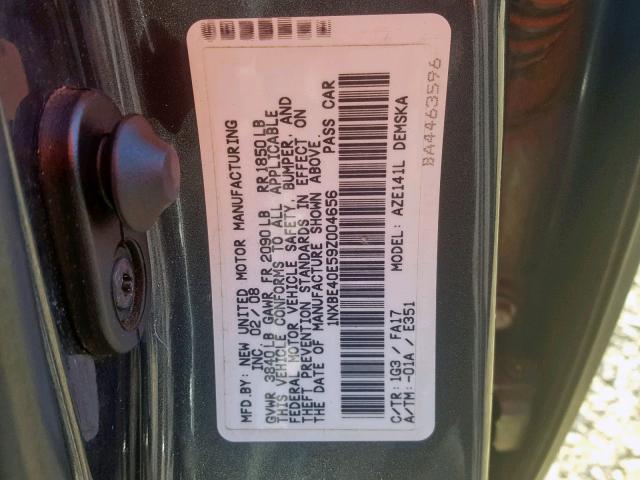 MFD.BY: NEW UNITED MOTOR MANUFACTURING
INC 02/08
GVWR 3840LB GAWR FR 2090LB RR1850LB
THIS VEHICLE CONFORMS TO ALL APPLICABLE
FEDERAL MOTOR VEHICLE SAFETY, BUMPER, AND
THEFT PREVENTION STANDARDS IN EFFECT ON
THE DATE OF MANUFACTURE SHOWN ABOVE.
1NXBE40E59Z004656 PASS CAR
C/TR: 1G3 / FA17 MODEL: AZE141L DEMSKA
A/TM: -01A / E351
BA4463596